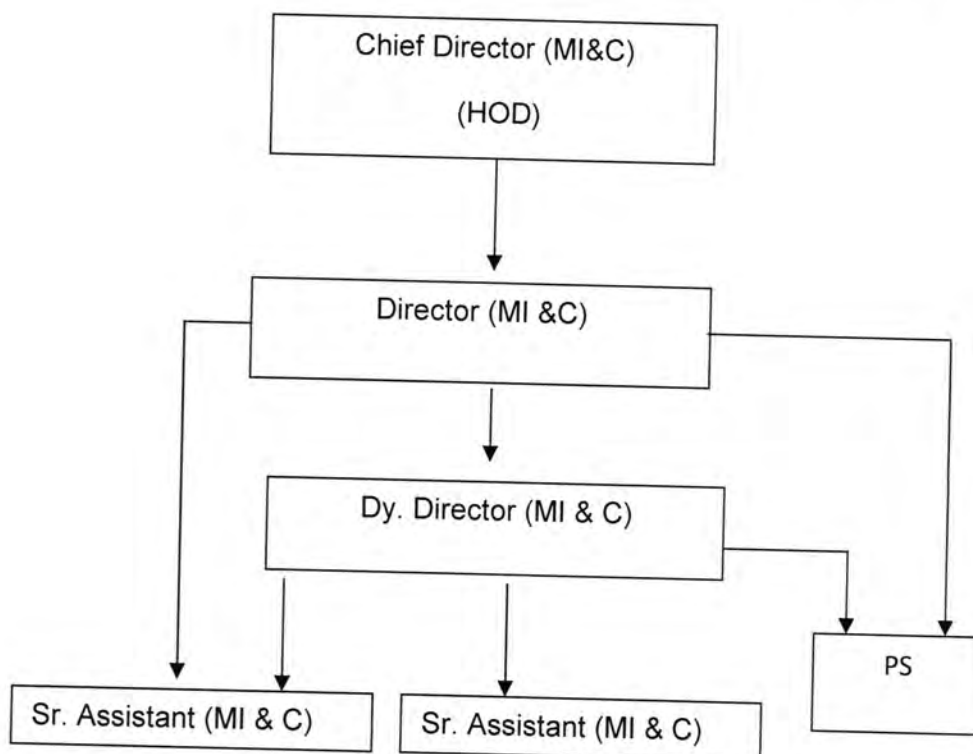 Chief Director (MI&C)
(HOD)
Director (MI &C)
Dy. Director (MI & C)
PS
Sr. Assistant (MI & C)
Sr. Assistant (MI & C)